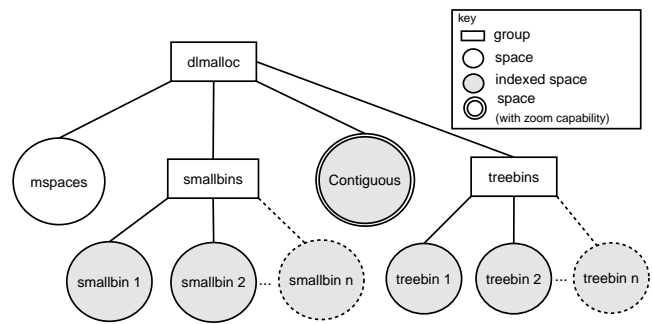 key
group
space
indexed space
space
(with zoom capability)
dlmalloc
mspaces
smallbins
Contiguous
treebins
smallbin 1
smallbin 2
...
smallbin n
treebin 1
treebin 2
...
treebin n